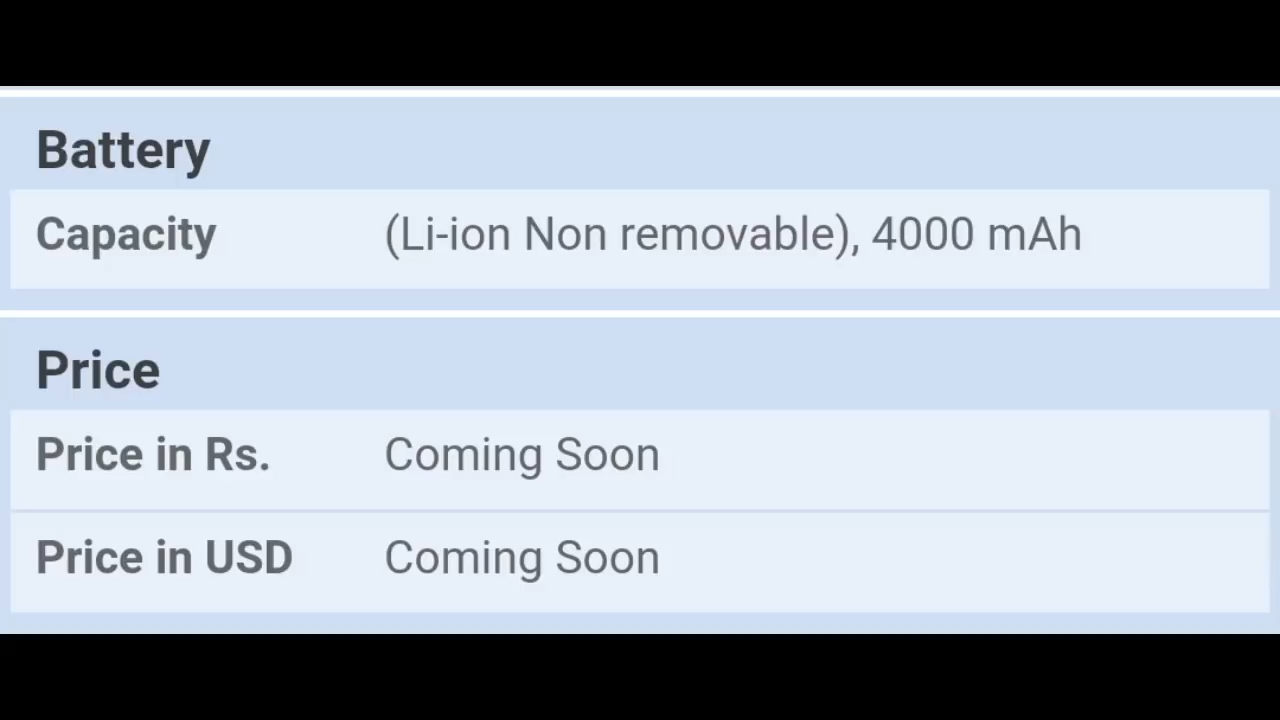 Battery
Capacity (Li-ion Non removable), 4000 mAh
Price
Price in Rs. Coming Soon
Price in USD Coming Soon